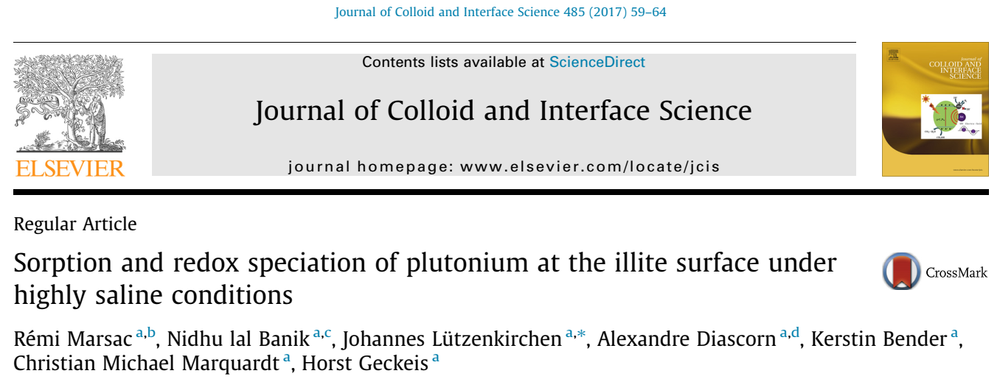 Journal of Colloid and Interface Science 485 (2017) 59–64
Contents lists available at ScienceDirect
Journal of Colloid and Interface Science
journal homepage: www.elsevier.com/locate/jcis
NON SOLUS
ELSEVIER
Journal of
COLLOID AND
INTERFACE
SCIENCE
Regular Article
Sorption and redox speciation of plutonium at the illite surface under
highly saline conditions
CrossMark
Rémi Marsac a,b, Nidhu lal Banik a,c, Johannes Lützenkirchen a,*, Alexandre Diascorn a,d, Kerstin Bender a,
Christian Michael Marquardt a, Horst Geckeis a